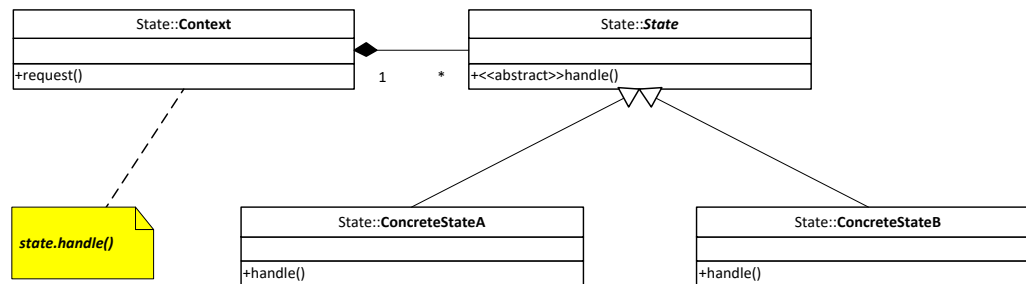 State::Context
State::State
+request()
1
*
+<<abstract>>handle()
state.handle()
State::ConcreteStateA
State::ConcreteStateB
+handle()
+handle()